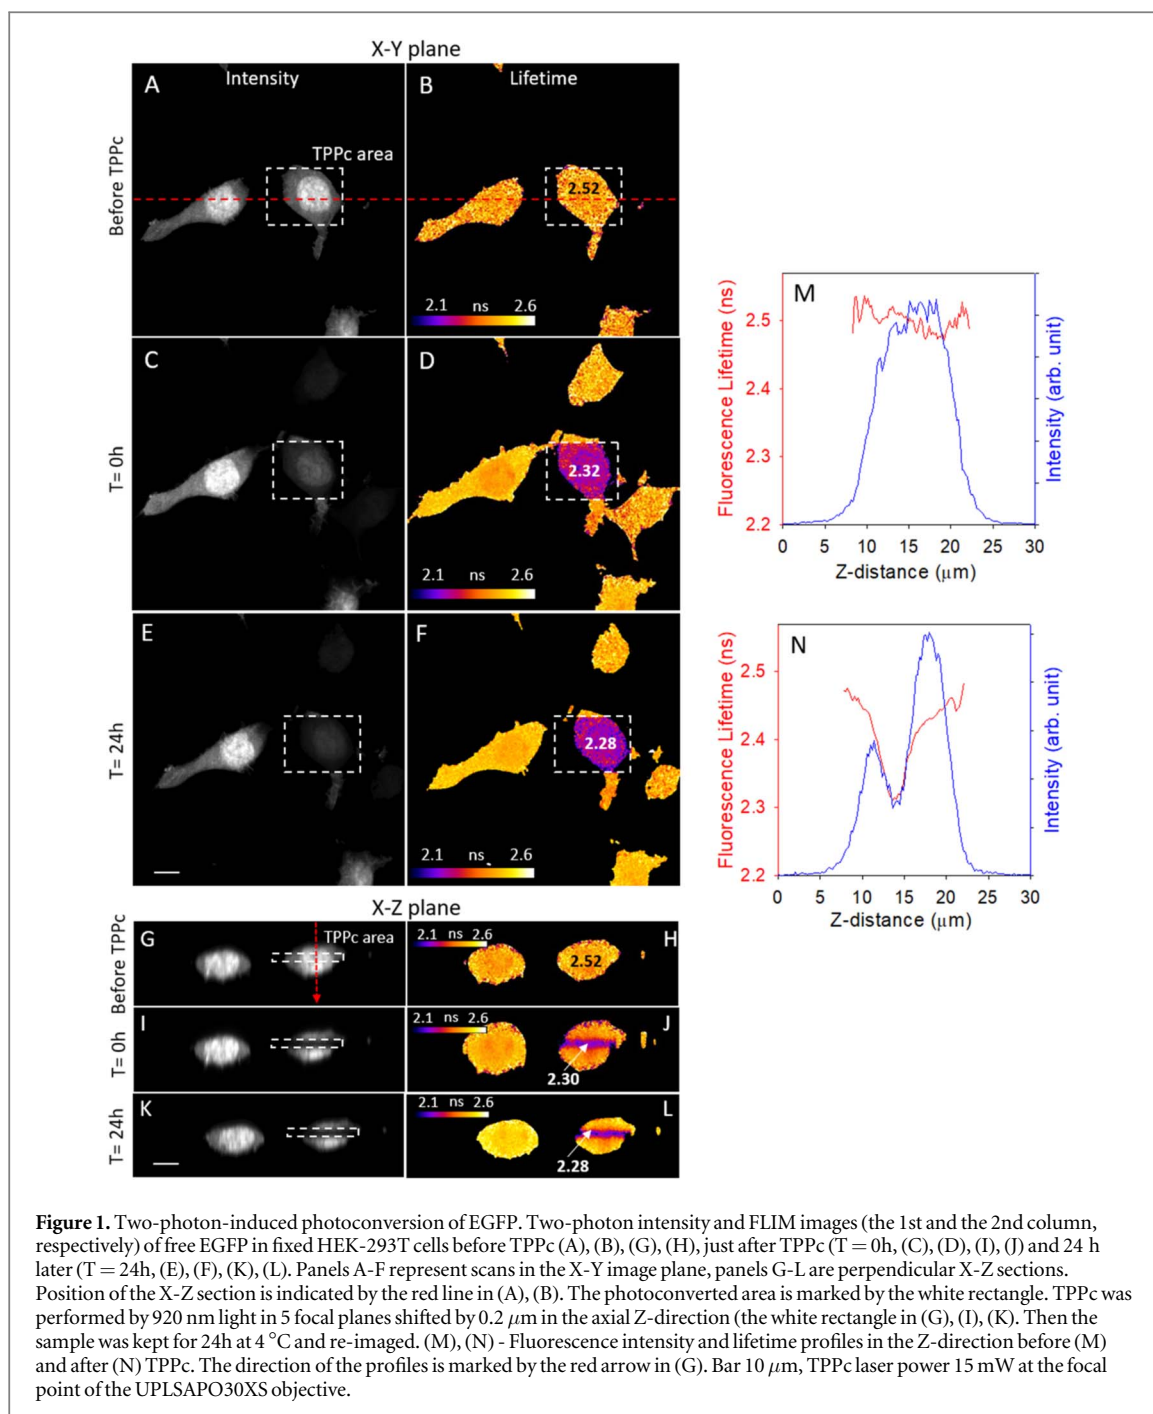 X-Y plane
A
Intensity
B
Lifetime
Before TPPc
TPPc area
2.52
2.1 ns 2.6
C
D
T= 0h
2.32
2.1 ns 2.6
E
F
T= 24h
2.28
2.1 ns 2.6
X-Z plane
Before TPPc
G
TPPc area
2.1 ns 2.6
H
2.52
T= 0h
I
2.1 ns 2.6
J
2.30
T= 24h
K
2.1 ns 2.6
L
2.28
M
Fluorescence Lifetime (ns)
2.5
2.4
2.3
2.2
Intensity (arb. unit)
0 5 10 15 20 25 30
Z-distance (μm)
N
Fluorescence Lifetime (ns)
2.5
2.4
2.3
2.2
Intensity (arb. unit)
0 5 10 15 20 25 30
Z-distance (μm)
Figure 1. Two-photon-induced photoconversion of EGFP. Two-photon intensity and FLIM images (the 1st and the 2nd column,
respectively) of free EGFP in fixed HEK-293T cells before TPPc (A), (B), (G), (H), just after TPPc (T = 0h, (C), (D), (I), (J) and 24 h
later (T = 24h, (E), (F), (K), (L). Panels A-F represent scans in the X-Y image plane, panels G-L are perpendicular X-Z sections.
Position of the X-Z section is indicated by the red line in (A), (B). The photoconverted area is marked by the white rectangle. TPPc was
performed by 920 nm light in 5 focal planes shifted by 0.2 μm in the axial Z-direction (the white rectangle in (G), (I), (K). Then the
sample was kept for 24h at 4 °C and re-imaged. (M), (N) - Fluorescence intensity and lifetime profiles in the Z-direction before (M)
and after (N) TPPc. The direction of the profiles is marked by the red arrow in (G). Bar 10 μm, TPPc laser power 15 mW at the focal
point of the UPLSAPO30XS objective.